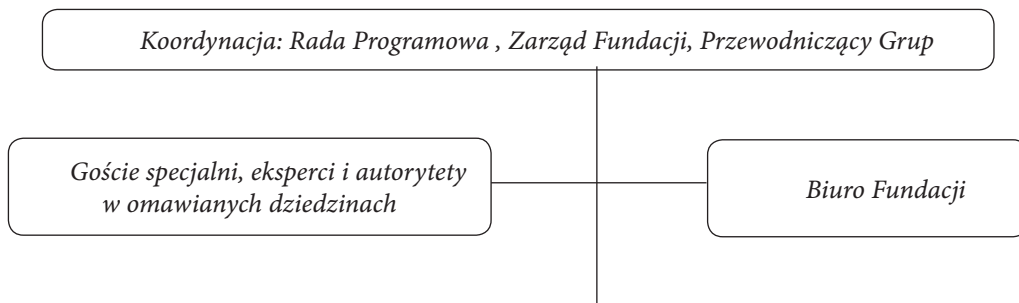 Koordynacja: Rada Programowa , Zarząd Fundacji, Przewodniczący Grup
Goście specjalni, eksperci i autorytety
w omawianych dziedzinach
Biuro Fundacji